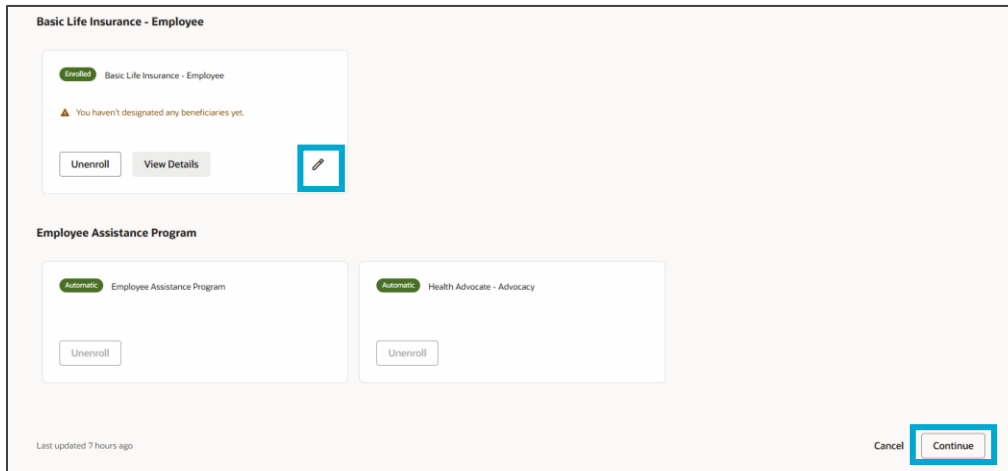 Basic Life Insurance - Employee
Enrolled Basic Life Insurance - Employee
You haven't designated any beneficiaries yet.
Unenroll View Details
Employee Assistance Program
Automatic Employee Assistance Program
Unenroll
Automatic Health Advocate - Advocacy
Unenroll
Last updated 7 hours ago
Cancel Continue